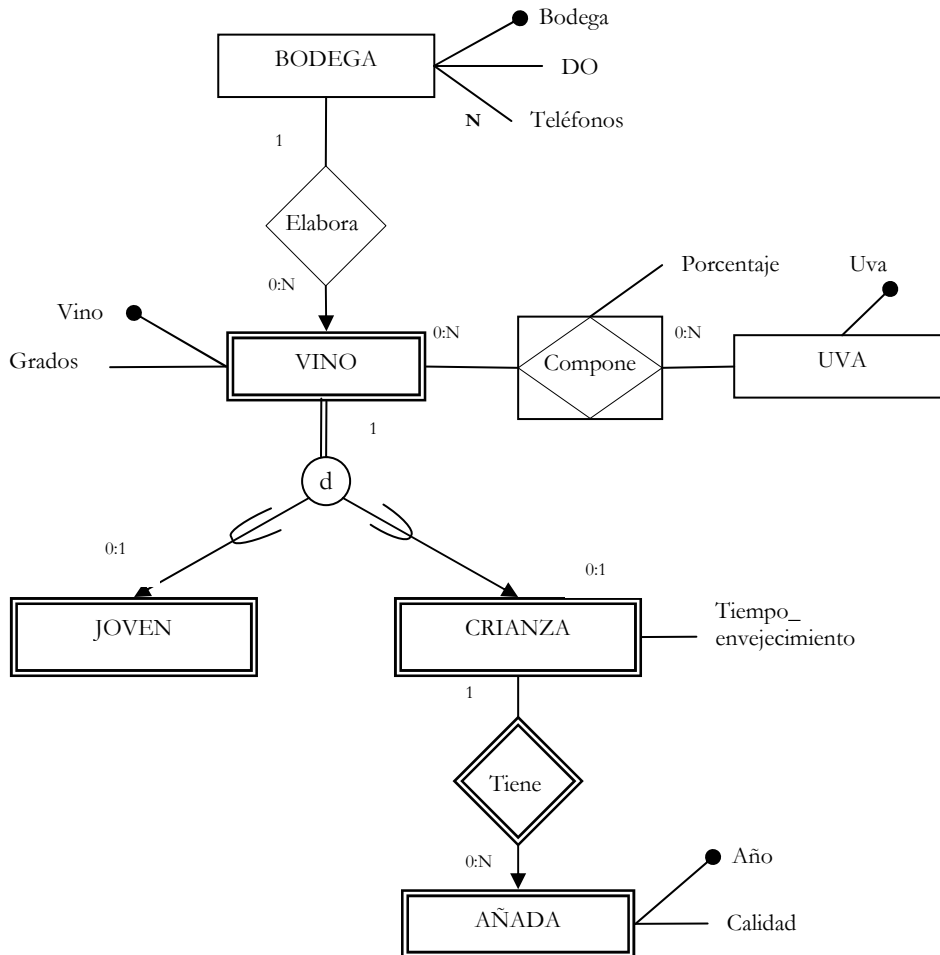 Bodega
BODEGA
DO
N
Teléfonos
1
Elabora
Porcentaje
Uva
0:N
Vino
0:N
0:N
Grados
VINO
Compone
UVA
1
d
0:1
0:1
JOVEN
CRIANZA
Tiempo_
envejecimiento
1
Tiene
0:N
Año
AÑADA
Calidad